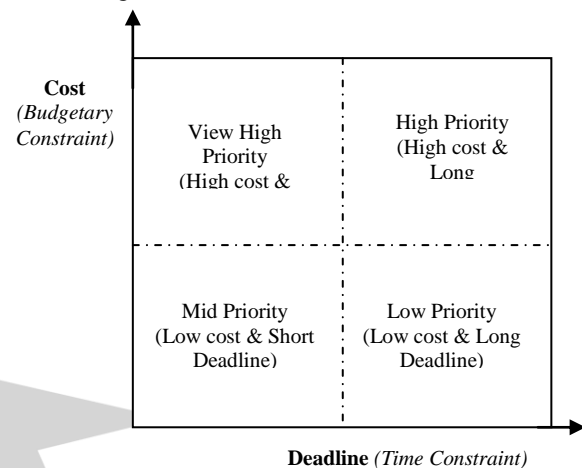 Cost
(Budgetary
Constraint)
View High
Priority
(High cost &
High Priority
(High cost &
Long
Mid Priority
(Low cost & Short
Deadline)
Low Priority
(Low cost & Long
Deadline)
Deadline (Time Constraint)